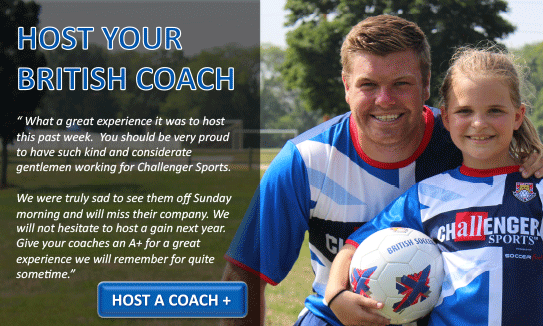 HOST YOUR
BRITISH COACH
“ What a great experience it was to host
this past week.  You should be very proud
to have such kind and considerate
gentlemen working for Challenger Sports.
We were truly sad to see them off Sunday
morning and will miss their company. We
will not hesitate to host a gain next year.
Give your coaches an A+ for a great
experience we will remember for quite
sometime.”
HOST A COACH +
BRITISH SOCCER
CHALLENGER
SPORTS